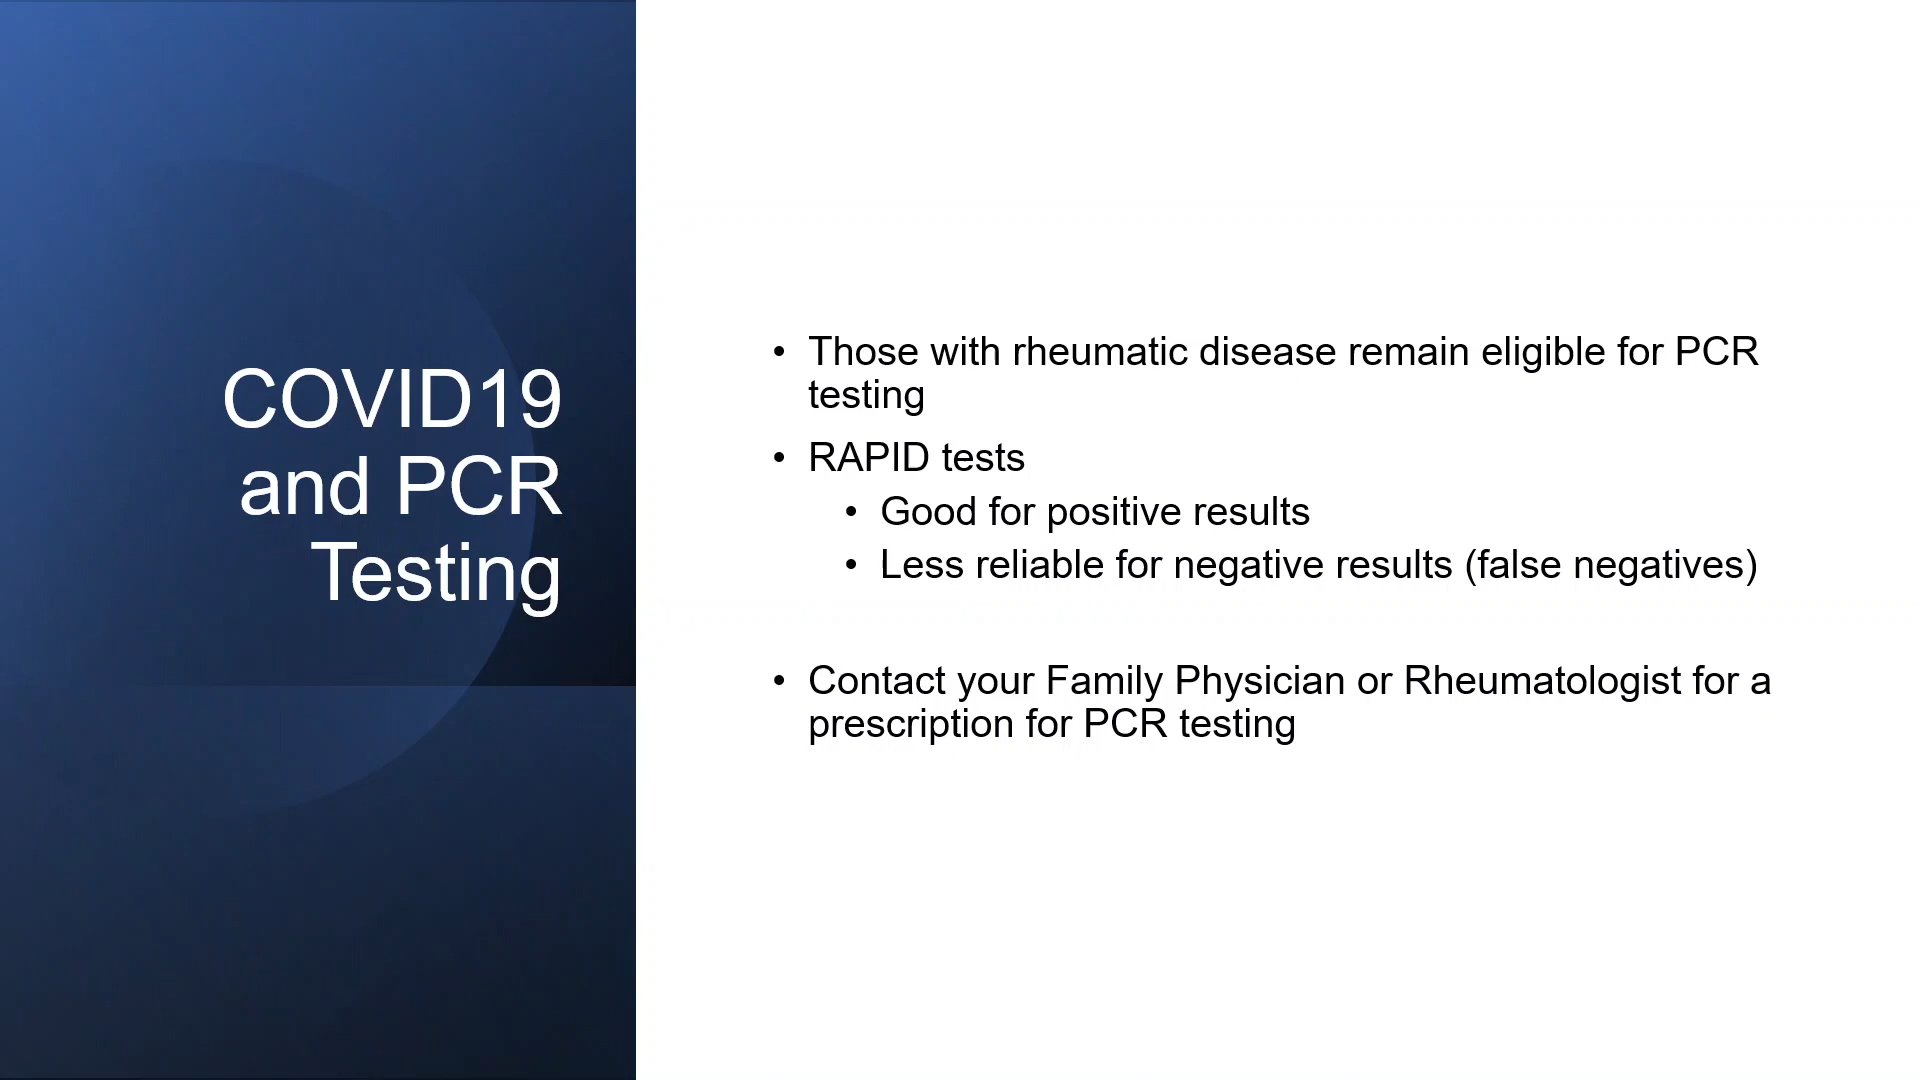 COVID19
and PCR
Testing
• Those with rheumatic disease remain eligible for PCR
testing
• RAPID tests
• Good for positive results
• Less reliable for negative results (false negatives)
• Contact your Family Physician or Rheumatologist for a
prescription for PCR testing